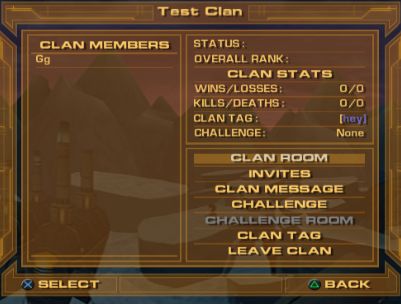 Test Clan
CLAN MEMBERS
Gg
STATUS:
OVERALL RANK:
CLAN STATS
WINS/LOSSES: 0/0
KILLS/DEATHS: 0/0
CLAN TAG: [hey]
CHALLENGE: None
CLAN ROOM
INVITES
CLAN MESSAGE
CHALLENGE
CHALLENGE ROOM
CLAN TAG
LEAVE CLAN
SELECT
BACK